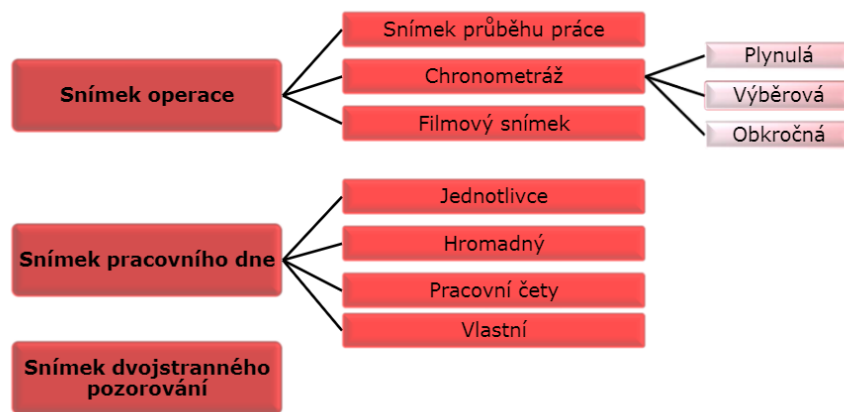 Snímek operace
Snímek průběhu práce
Chronometráž
Filmový snímek
Plynulá
Výběrová
Obkročná
Snímek pracovního dne
Jednotlivce
Hromadný
Pracovní čety
Vlastní
Snímek dvojstranného
pozorování